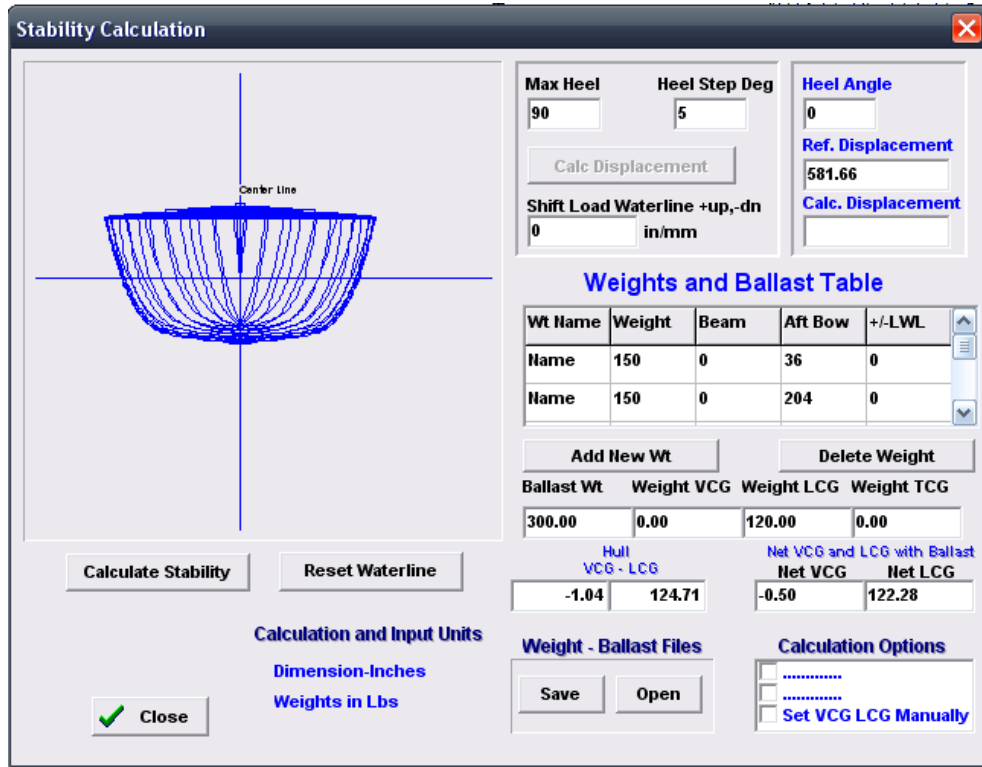 Stability Calculation
Center Line
Max Heel
Heel Step Deg
90
5
Calc Displacement
Shift Load Waterline +up,-dn
0
in/mm
Heel Angle
0
Ref. Displacement
581.66
Calc. Displacement
Weights and Ballast Table
Wt Name Weight Beam Aft Bow +/-LWL
Name 150 0 36 0
Name 150 0 204 0
Add New Wt
Delete Weight
Ballast Wt Weight VCG Weight LCG Weight TCG
300.00 0.00 120.00 0.00
Hull
VCG - LCG
-1.04 124.71
Net VCG and LCG with Ballast
Net VCG Net LCG
-0.50 122.28
Calculate Stability
Reset Waterline
Calculation and Input Units
Dimension-Inches
Weights in Lbs
Close
Weight - Ballast Files
Save
Open
Calculation Options
.............
.............
Set VCG LCG Manually